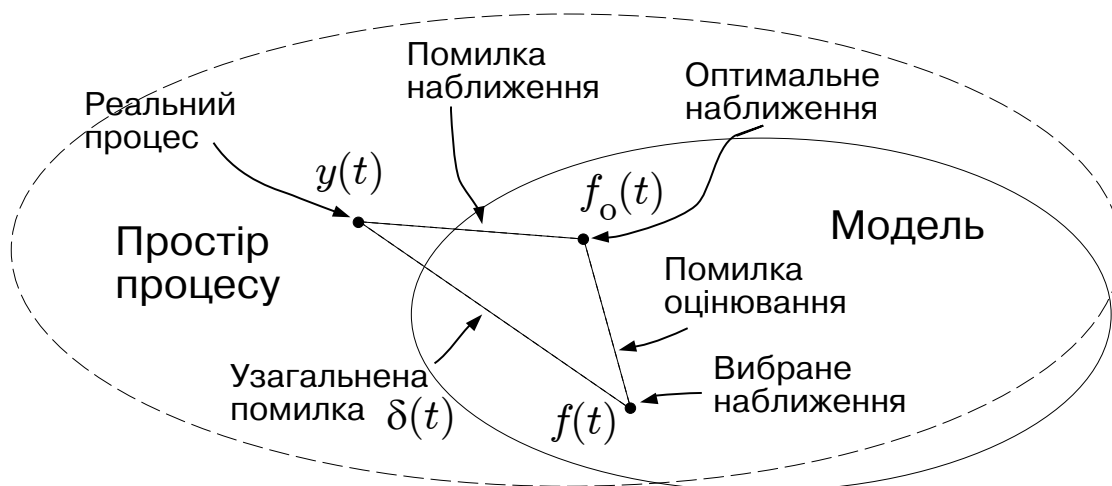 Помилка
наближення
Оптимальне
наближення
Реальний
процес
y(t)
f_o(t)
Простір
процесу
Модель
Помилка
оцінювання
Узагальнена
помилка δ(t)
f(t)
Вибране
наближення